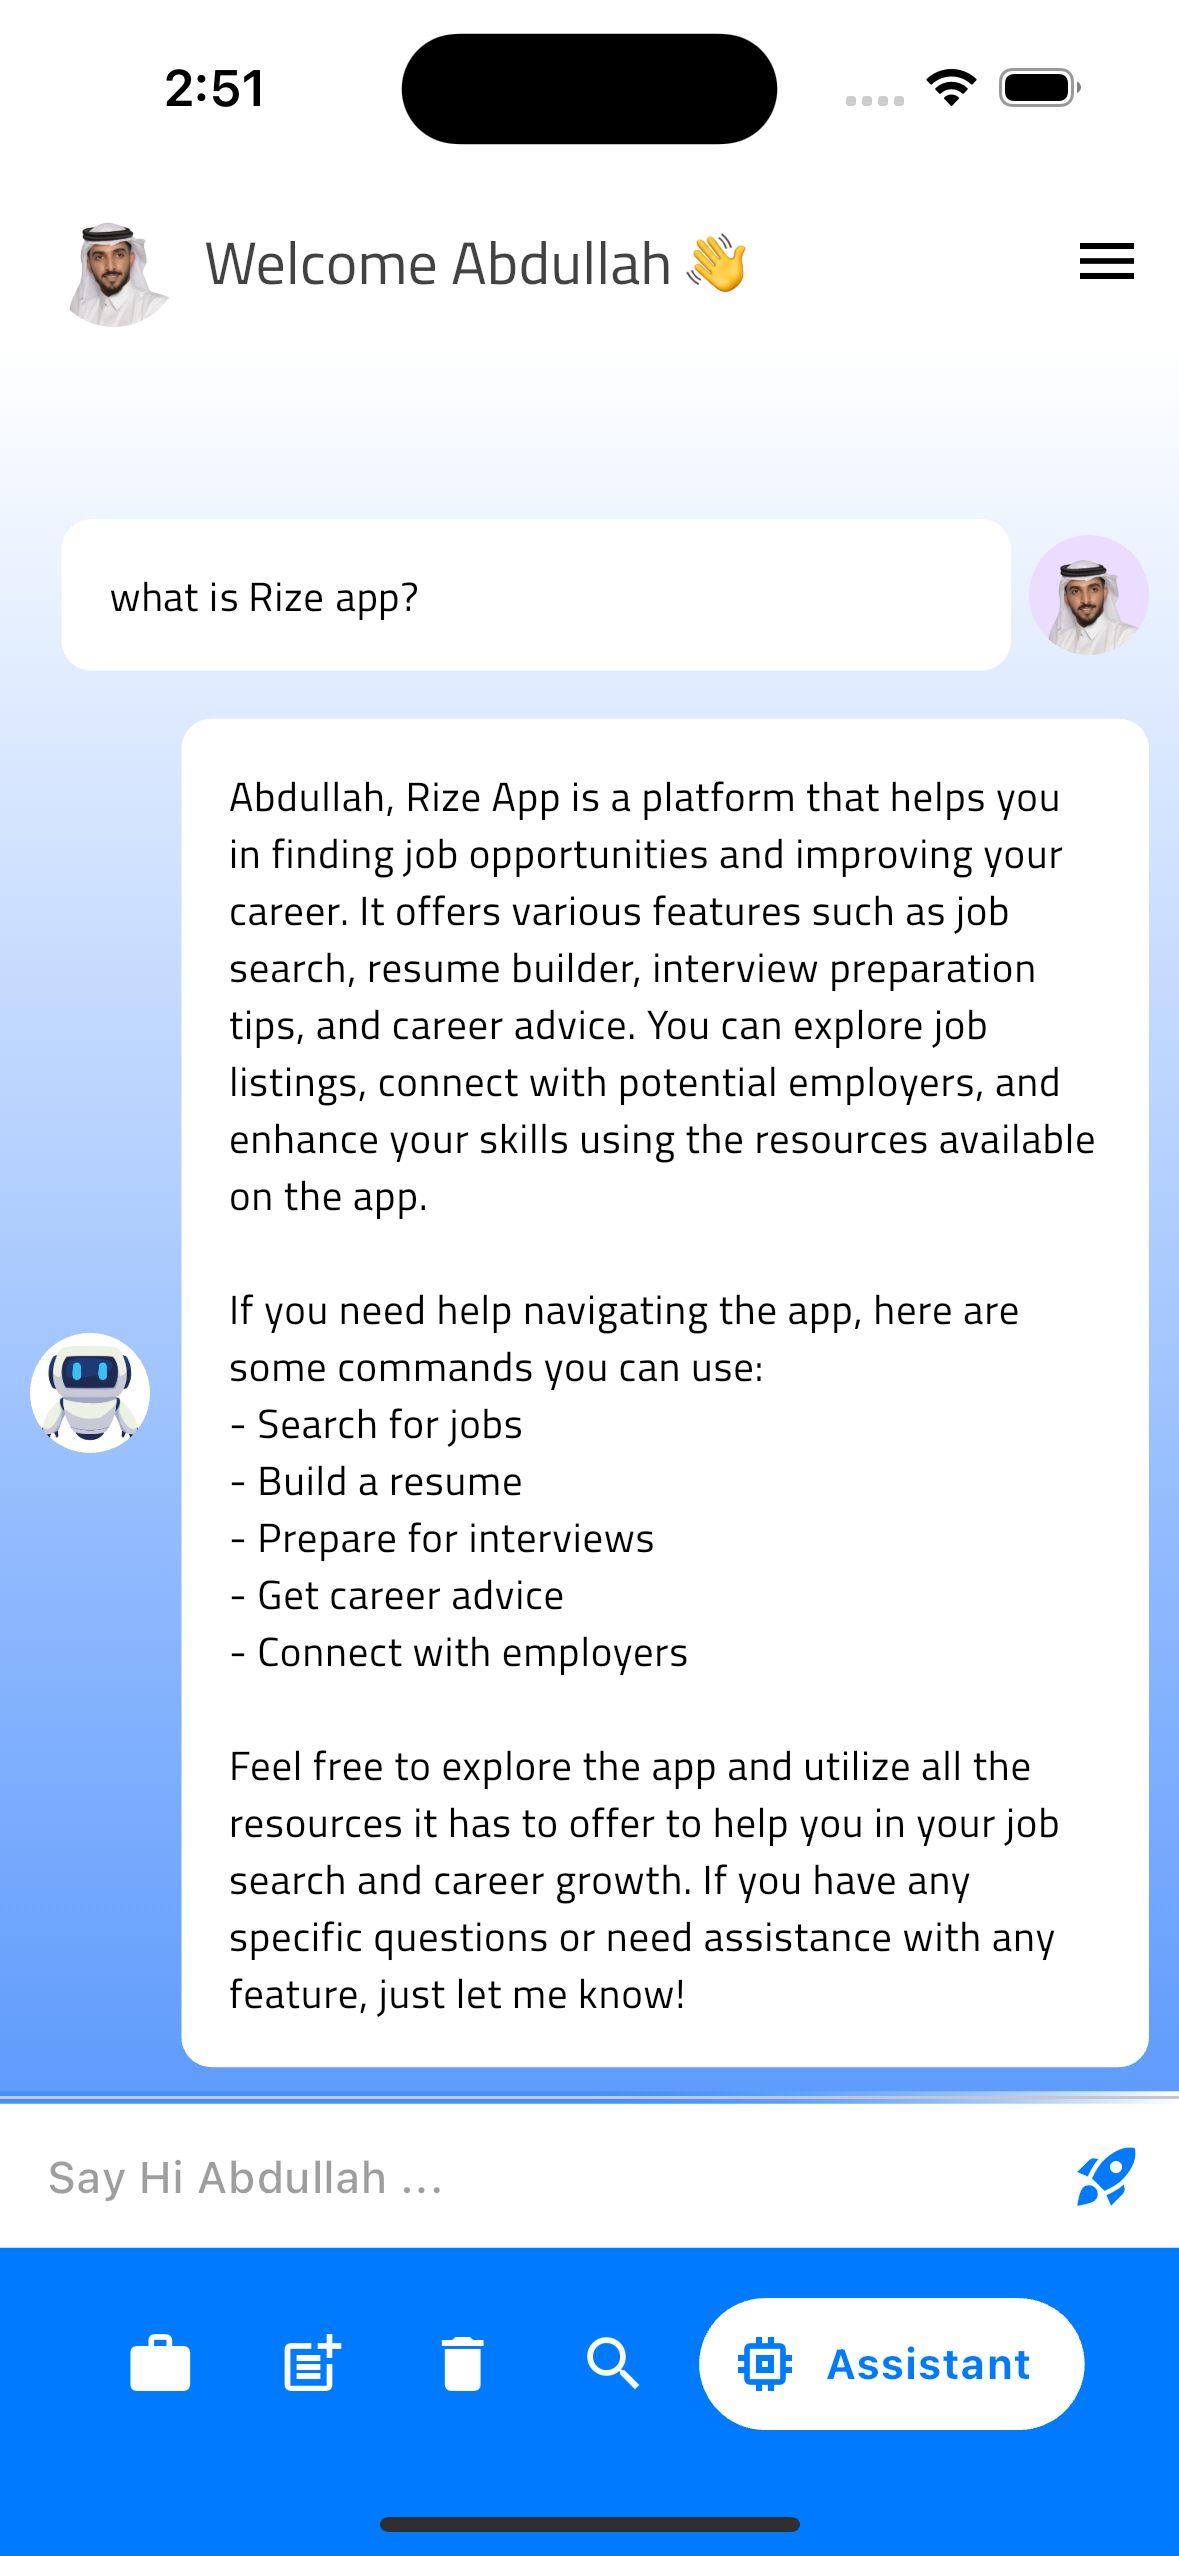 2:51
Welcome Abdullah 👋
what is Rize app?
Abdullah, Rize App is a platform that helps you
in finding job opportunities and improving your
career. It offers various features such as job
search, resume builder, interview preparation
tips, and career advice. You can explore job
listings, connect with potential employers, and
enhance your skills using the resources available
on the app.
If you need help navigating the app, here are
some commands you can use:
- Search for jobs
- Build a resume
- Prepare for interviews
- Get career advice
- Connect with employers
Feel free to explore the app and utilize all the
resources it has to offer to help you in your job
search and career growth. If you have any
specific questions or need assistance with any
feature, just let me know!
Say Hi Abdullah ...
Assistant